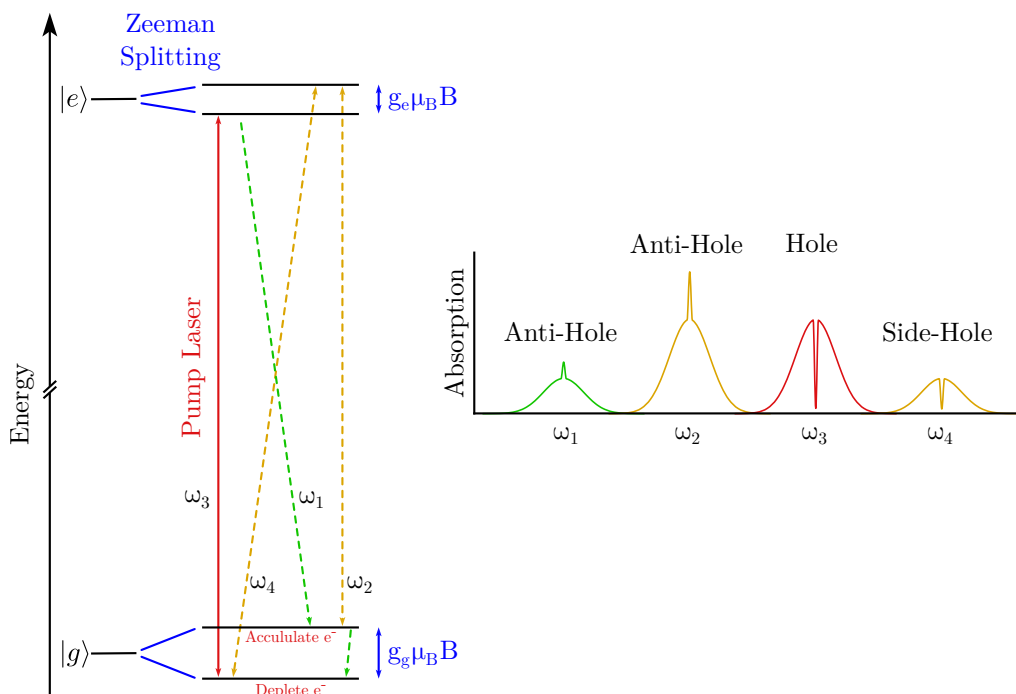 Zeeman
Splitting
|e⟩
gₑμ_BB
Energy
Pump Laser
ω₃
ω₁
ω₄
ω₂
|g⟩
Accululate e⁻
Deplete e⁻
g_gμ_BB
Absorption
Anti-Hole
Anti-Hole
Hole
Side-Hole
ω₁
ω₂
ω₃
ω₄